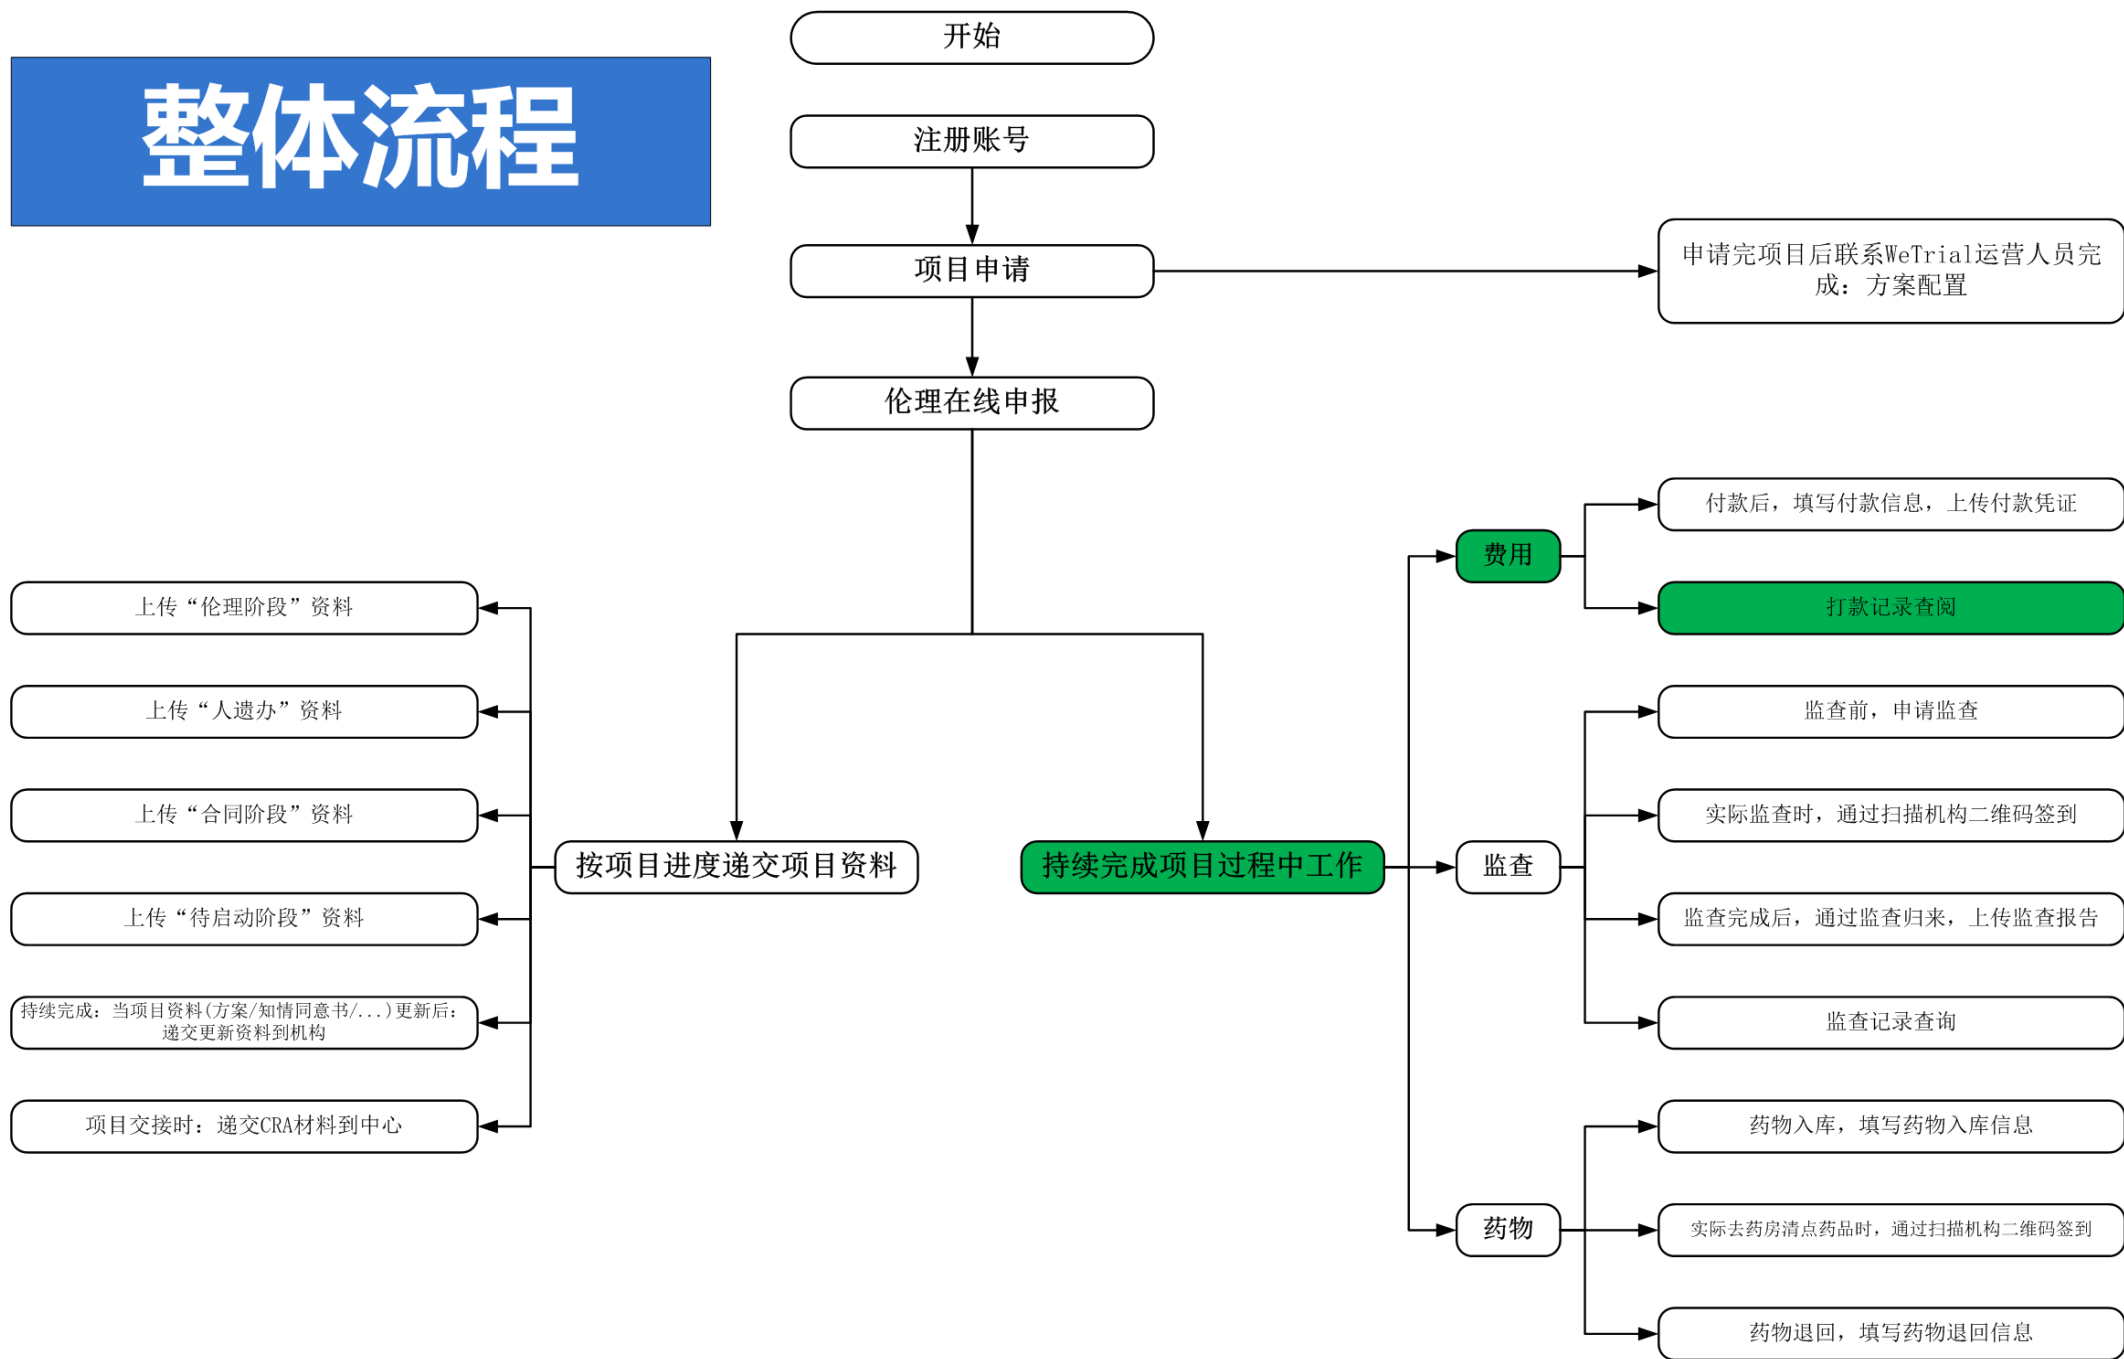 整体流程
开始
注册账号
项目申请
申请完项目后联系WeTrial运营人员完
成：方案配置
伦理在线申报
按项目进度递交项目资料
上传“伦理阶段”资料
上传“人遗办”资料
上传“合同阶段”资料
上传“待启动阶段”资料
持续完成：当项目资料(方案/知情同意书/...)更新后：
递交更新资料到机构
项目交接时：递交CRA材料到中心
持续完成项目过程中工作
费用
付款后，填写付款信息，上传付款凭证
打款记录查阅
监查
监查前，申请监查
实际监查时，通过扫描机构二维码签到
监查完成后，通过监查归来，上传监查报告
监查记录查询
药物
药物入库，填写药物入库信息
实际去药房清点药品时，通过扫描机构二维码签到
药物退回，填写药物退回信息